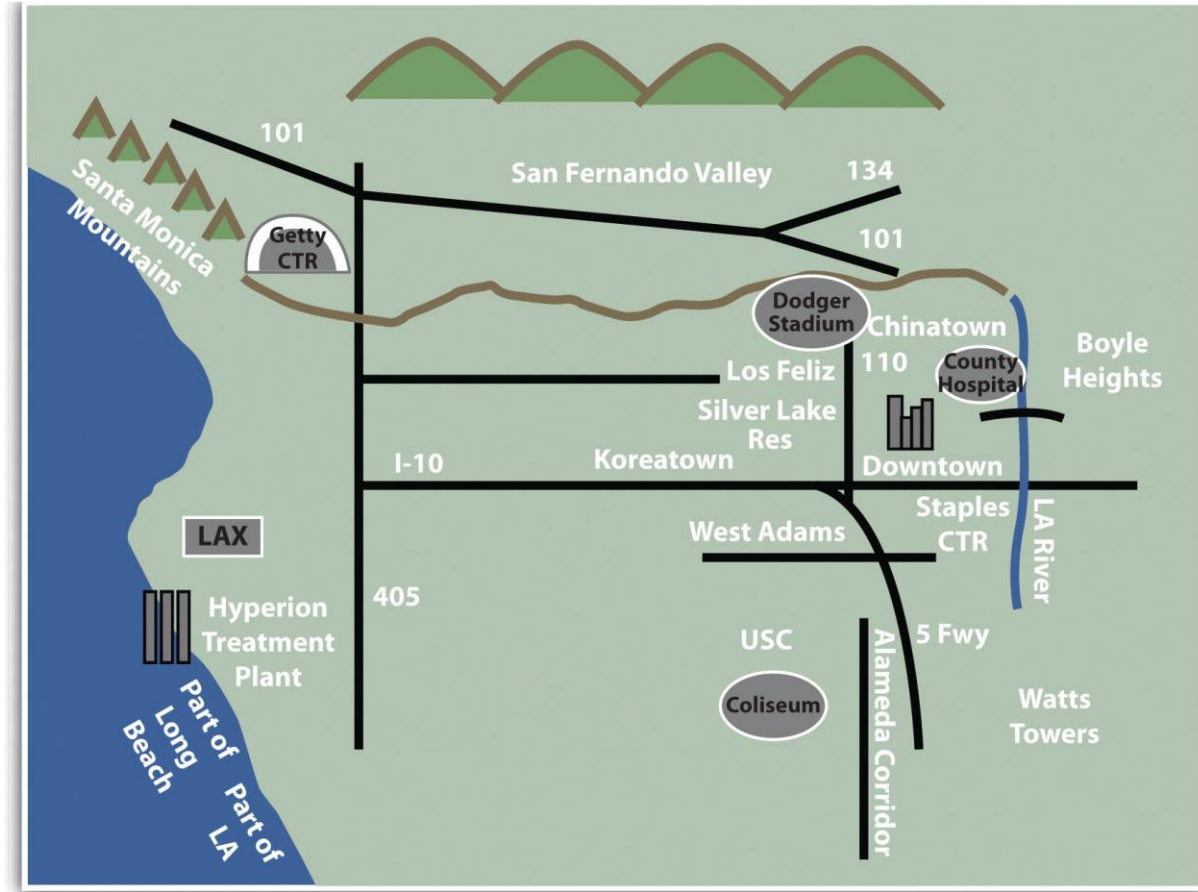 101
San Fernando Valley
134
Santa Monica
Mountains
Getty
CTR
101
Dodger
Stadium
Chinatown
110
County
Hospital
Boyle
Heights
Los Feliz
Silver Lake
Res
I-10
Koreatown
Downtown
Staples
CTR
LA River
LAX
West Adams
405
Hyperion
Treatment
Plant
USC
5 Fwy
Alameda Corridor
Coliseum
Watts
Towers
Part of
Long
Beach
Part of
LA